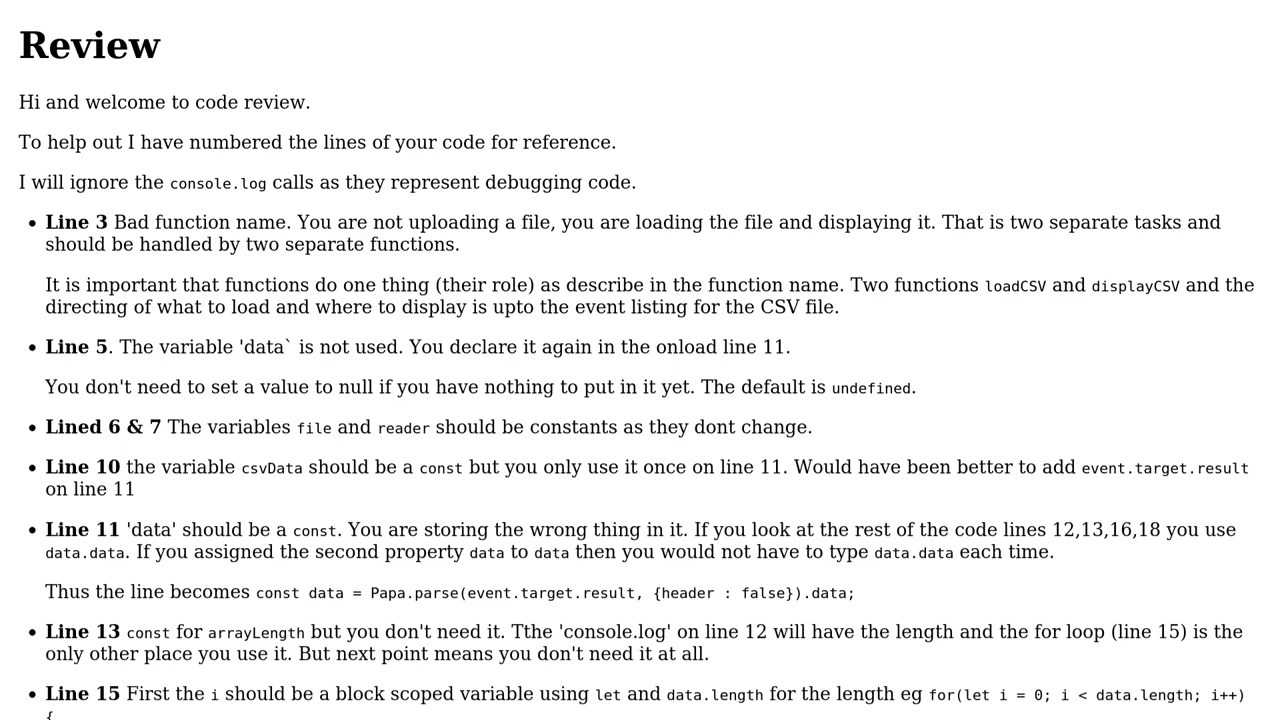 Review
Hi and welcome to code review.
To help out I have numbered the lines of your code for reference.
I will ignore the console.log calls as they represent debugging code.
• Line 3 Bad function name. You are not uploading a file, you are loading the file and displaying it. That is two separate tasks and
should be handled by two separate functions.
It is important that functions do one thing (their role) as describe in the function name. Two functions loadCSV and displayCSV and the
directing of what to load and where to display is upto the event listing for the CSV file.
• Line 5. The variable 'data` is not used. You declare it again in the onload line 11.
You don't need to set a value to null if you have nothing to put in it yet. The default is undefined.
• Lined 6 & 7 The variables file and reader should be constants as they dont change.
• Line 10 the variable csvData should be a const but you only use it once on line 11. Would have been better to add event.target.result
on line 11
• Line 11 'data' should be a const. You are storing the wrong thing in it. If you look at the rest of the code lines 12,13,16,18 you use
data.data. If you assigned the second property data to data then you would not have to type data.data each time.
Thus the line becomes const data = Papa.parse(event.target.result, {header : false}).data;
• Line 13 const for arrayLength but you don't need it. Tthe 'console.log' on line 12 will have the length and the for loop (line 15) is the
only other place you use it. But next point means you don't need it at all.
• Line 15 First the i should be a block scoped variable using let and data.length for the length eg for(let i = 0; i < data.length; i++)
{